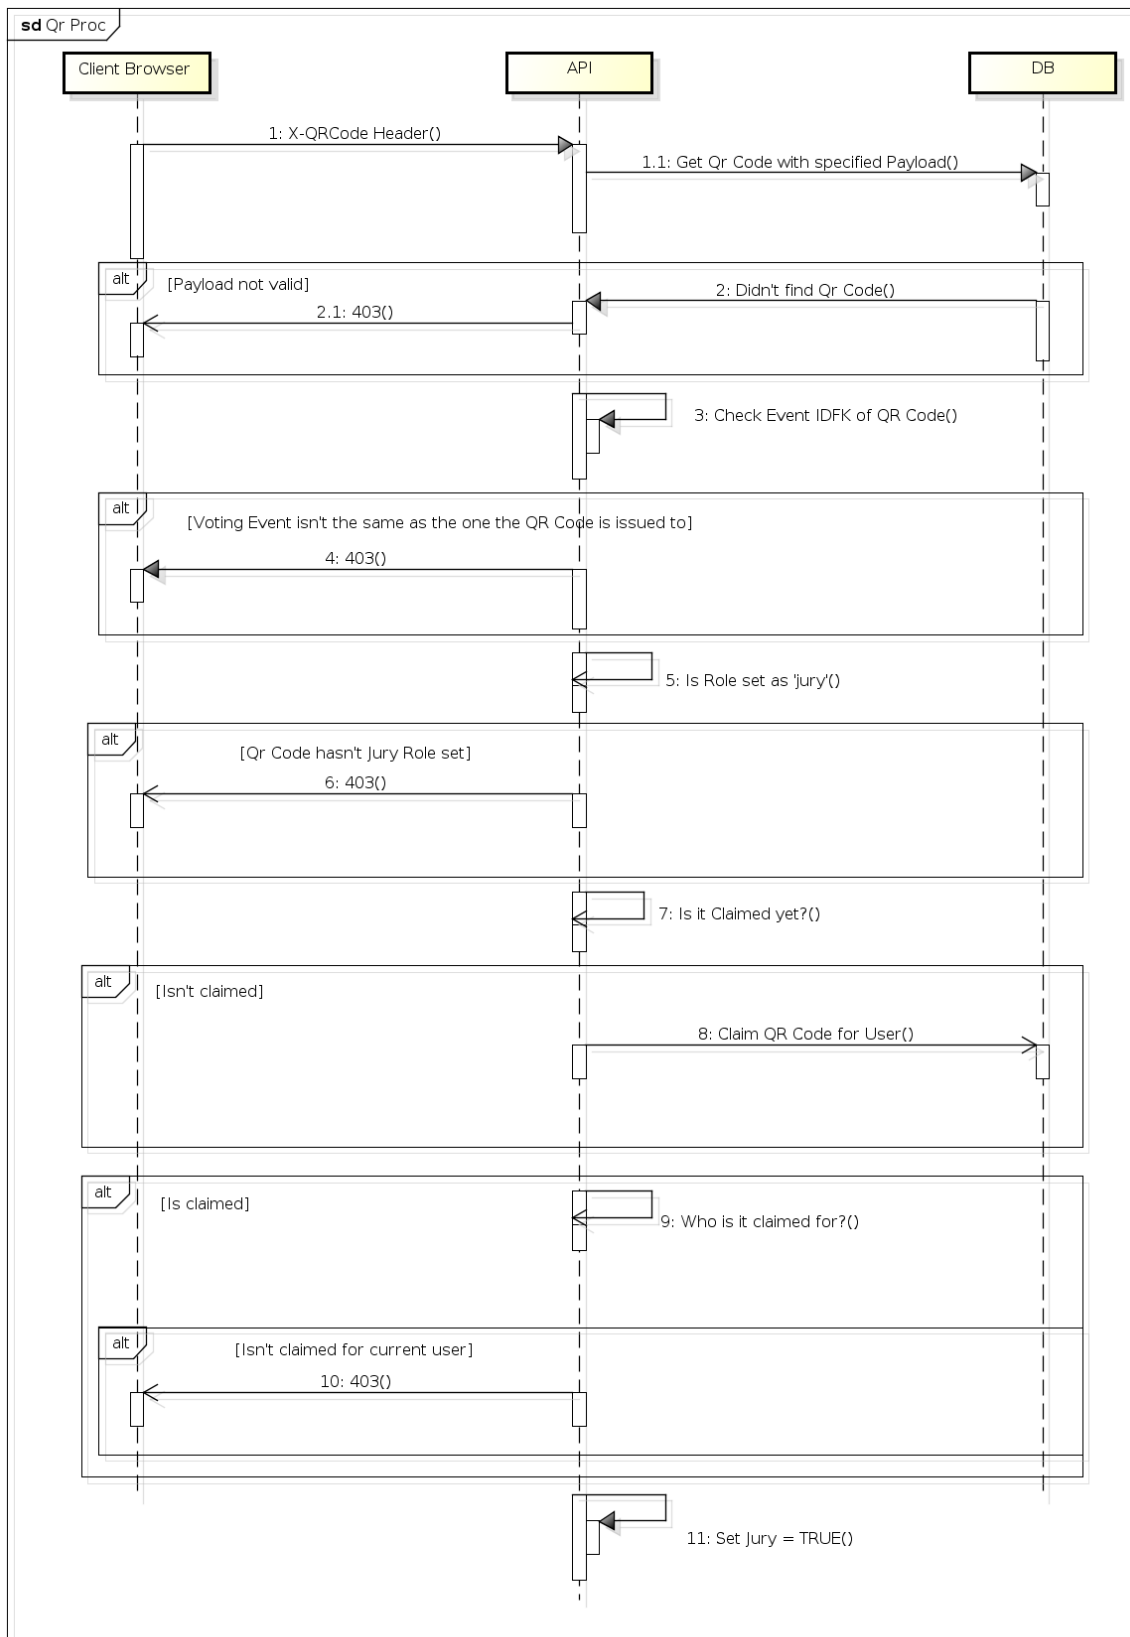 sd Qr Proc
Client Browser
API
DB
1: X-QRCode Header()
1.1: Get Qr Code with specified Payload()
alt
[Payload not valid]
2: Didn't find Qr Code()
2.1: 403()
3: Check Event IDFK of QR Code()
alt
[Voting Event isn't the same as the one the QR Code is issued to]
4: 403()
5: Is Role set as 'jury'()
alt
[Qr Code hasn't Jury Role set]
6: 403()
7: Is it Claimed yet?()
alt
[Isn't claimed]
8: Claim QR Code for User()
alt
[Is claimed]
9: Who is it claimed for?()
alt
[Isn't claimed for current user]
10: 403()
11: Set Jury = TRUE()